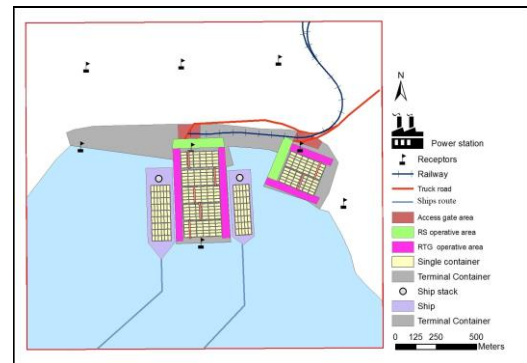 N
Power station
Receptors
Railway
Truck road
Ships route
Access gate area
RS operative area
RTG operative area
Single container
Terminal Container
Ship stack
Ship
Terminal Container
0 125 250 500
Meters